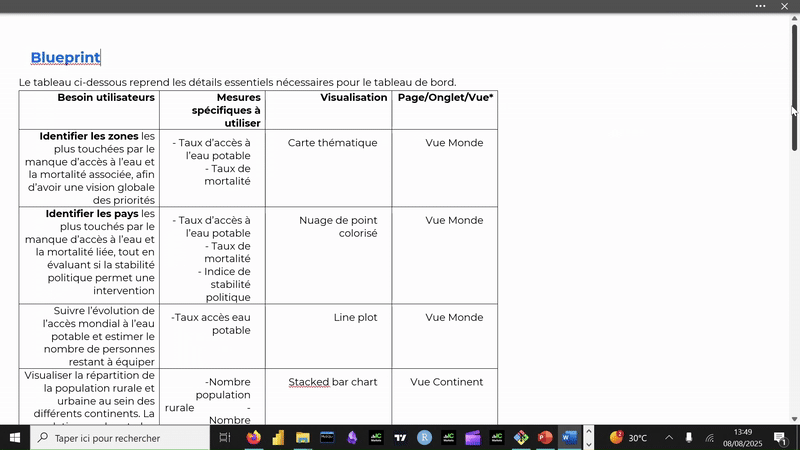 Blueprint
Le tableau ci-dessous reprend les détails essentiels nécessaires pour le tableau de bord.
Besoin utilisateurs
Mesures
spécifiques à
utiliser
Visualisation
Page/Onglet/Vue*
Identifier les zones les
plus touchées par le
manque d'accès à l'eau et
la mortalité associée, afin
d'avoir une vision globale
des priorités
- Taux d'accès à
l'eau potable
- Taux de
mortalité
Carte thématique
Vue Monde
Identifier les pays les
plus touchés par le
manque d'accès à l'eau et
la mortalité liée, tout en
évaluant si la stabilité
politique permet une
intervention
- Taux d'accès à
l'eau potable
- Taux de
mortalité
- Indice de
stabilité
politique
Nuage de point
colorisé
Vue Monde
Suivre l'évolution de
l'accès mondial à l'eau
potable et estimer le
nombre de personnes
restant à équiper
-Taux accès eau
potable
Line plot
Vue Monde
Visualiser la répartition de
la population rurale et
urbaine au sein des
différents continents. La
-Nombre
population
rurale -
Nombre
Stacked bar chart
Vue Continent
Taper ici pour rechercher
30°C
13:49
08/08/2025